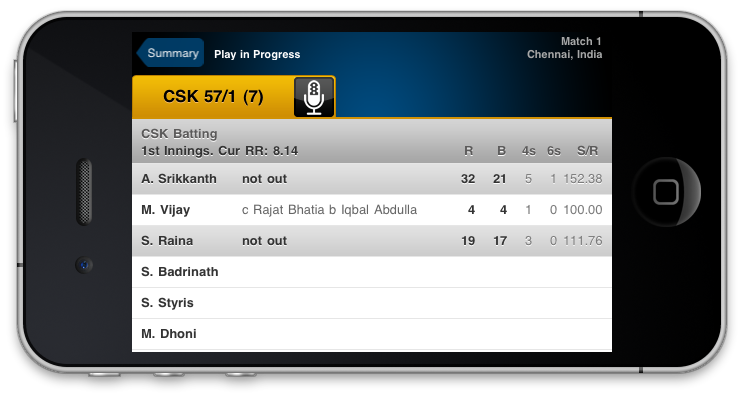 Summary Play in Progress Match 1
Chennai, India
CSK 57/1 (7)
CSK Batting
1st Innings. Cur RR: 8.14 R B 4s 6s S/R
A. Srikkanth not out 32 21 5 1 152.38
M. Vijay c Rajat Bhatia b Iqbal Abdulla 4 4 1 0 100.00
S. Raina not out 19 17 3 0 111.76
S. Badrinath
S. Styris
M. Dhoni